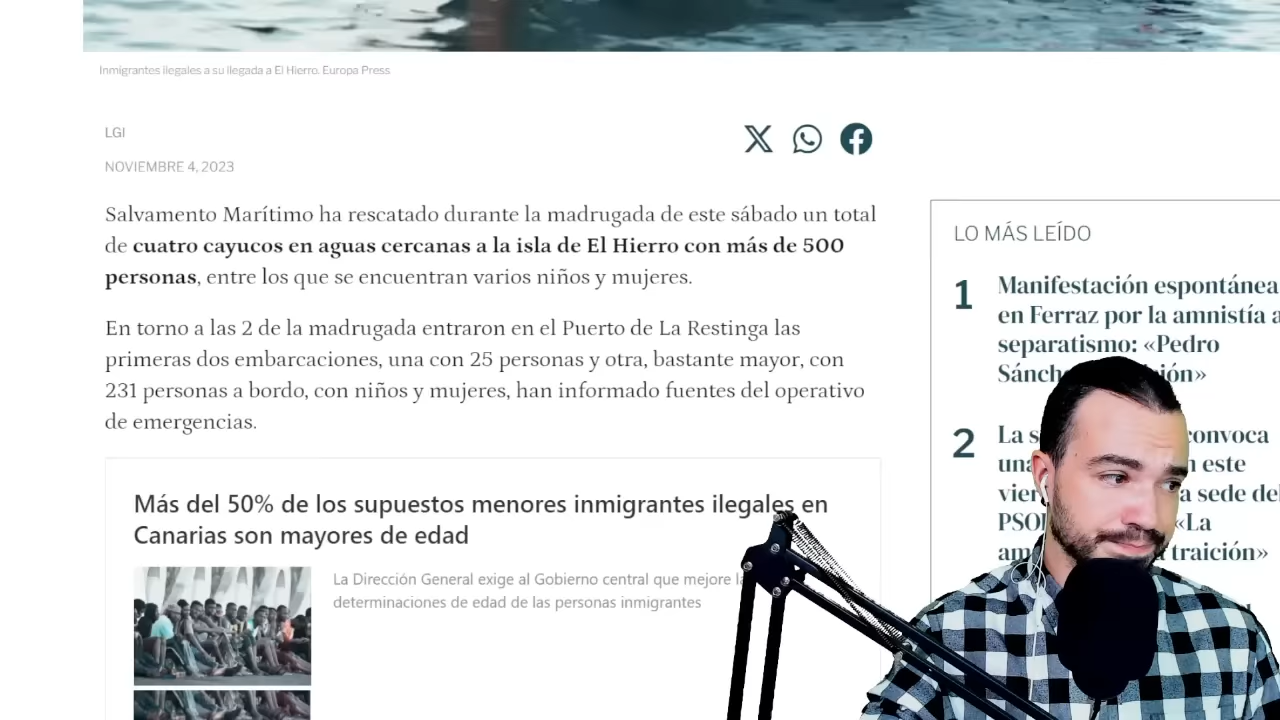 Inmigrantes ilegales a su llegada a El Hierro. Europa Press
LGI
NOVIEMBRE 4, 2023
Salvamento Marítimo ha rescatado durante la madrugada de este sábado un total
de cuatro cayucos en aguas cercanas a la isla de El Hierro con más de 500
personas, entre los que se encuentran varios niños y mujeres.
En torno a las 2 de la madrugada entraron en el Puerto de La Restinga las
primeras dos embarcaciones, una con 25 personas y otra, bastante mayor, con
231 personas a bordo, con niños y mujeres, han informado fuentes del operativo
de emergencias.
Más del 50% de los supuestos menores inmigrantes ilegales en
Canarias son mayores de edad
La Dirección General exige al Gobierno central que mejore
determinaciones de edad de las personas inmigrantes
LO MÁS LEÍDO
1
Manifestación espontánea
en Ferraz por la amnistía a
separatismo: «Pedro
2
La convoca
este
a sede del
«La
traición»